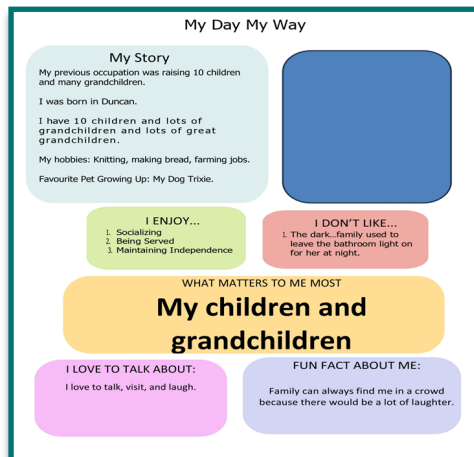 My Day My Way
My Story
My previous occupation was raising 10 children
and many grandchildren.
I was born in Duncan.
I have 10 children and lots of
grandchildren and lots of great
grandchildren.
My hobbies: Knitting, making bread, farming jobs.
Favourite Pet Growing Up: My Dog Trixie.
I ENJOY...
1. Socializing
2. Being Served
3. Maintaining Independence
I DON'T LIKE...
1. The dark...family used to
leave the bathroom light on
for her at night.
WHAT MATTERS TO ME MOST
My children and
grandchildren
I LOVE TO TALK ABOUT:
I love to talk, visit, and laugh.
FUN FACT ABOUT ME:
Family can always find me in a crowd
because there would be a lot of laughter.